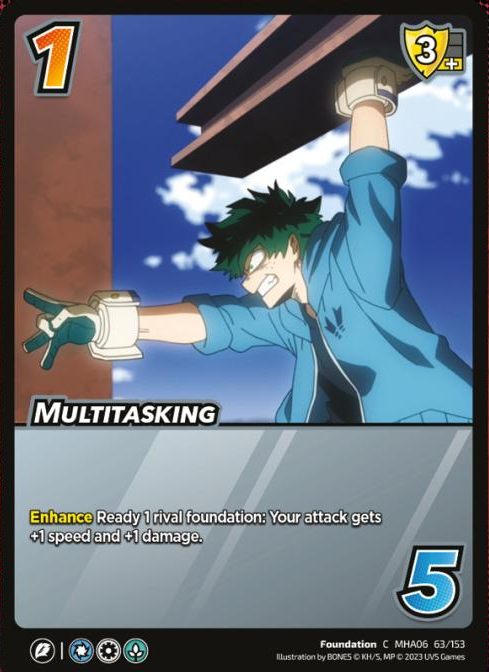 1
3
+
MULTITASKING
Enhance Ready 1 rival foundation: Your attack gets
+1 speed and +1 damage.
5
Foundation C MHA06 63/153
Illustration by BONES © KH/S, MP © 2023 UVS Games